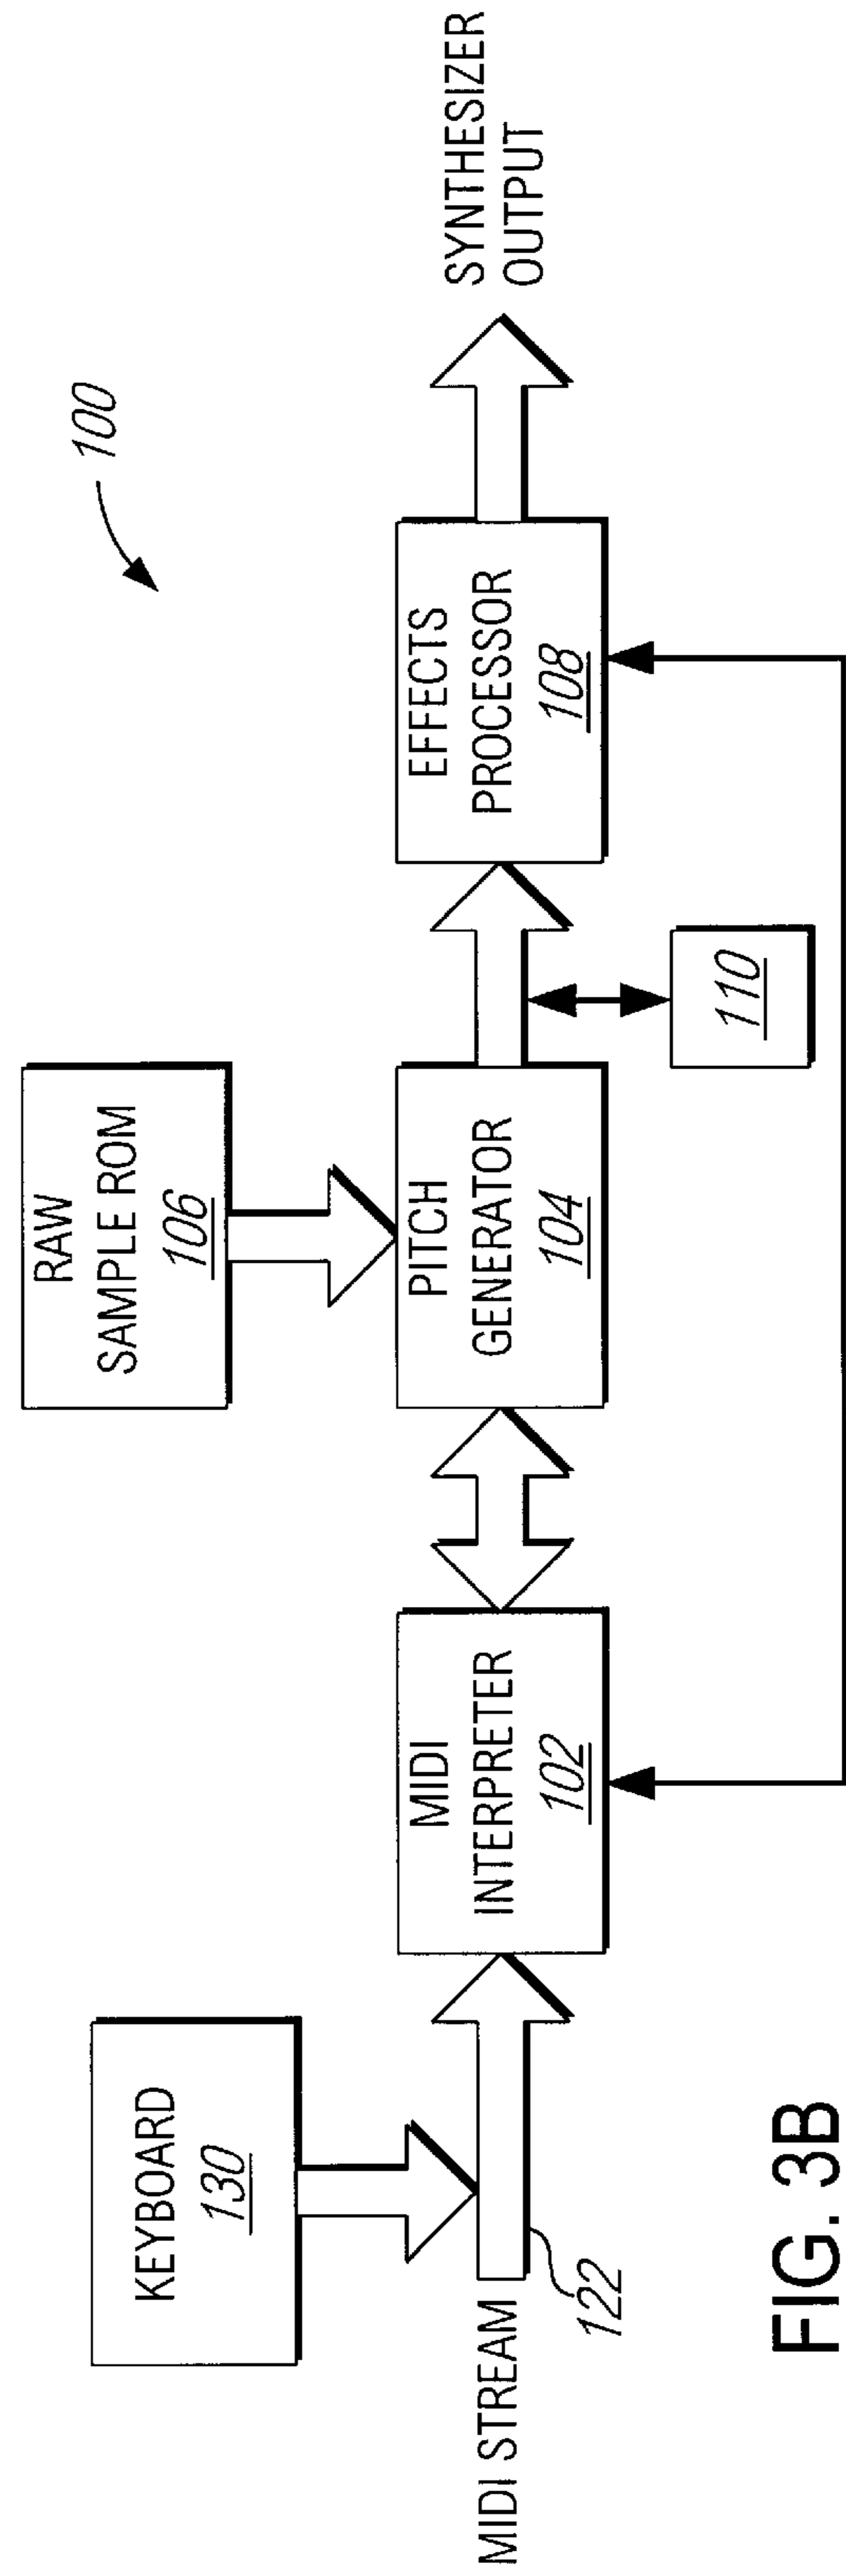 100
RAW
SAMPLE ROM
106
KEYBOARD
130
MIDI STREAM
122
MIDI
INTERPRETER
102
PITCH
GENERATOR
104
110
EFFECTS
PROCESSOR
108
SYNTHESIZER
OUTPUT
FIG. 3B